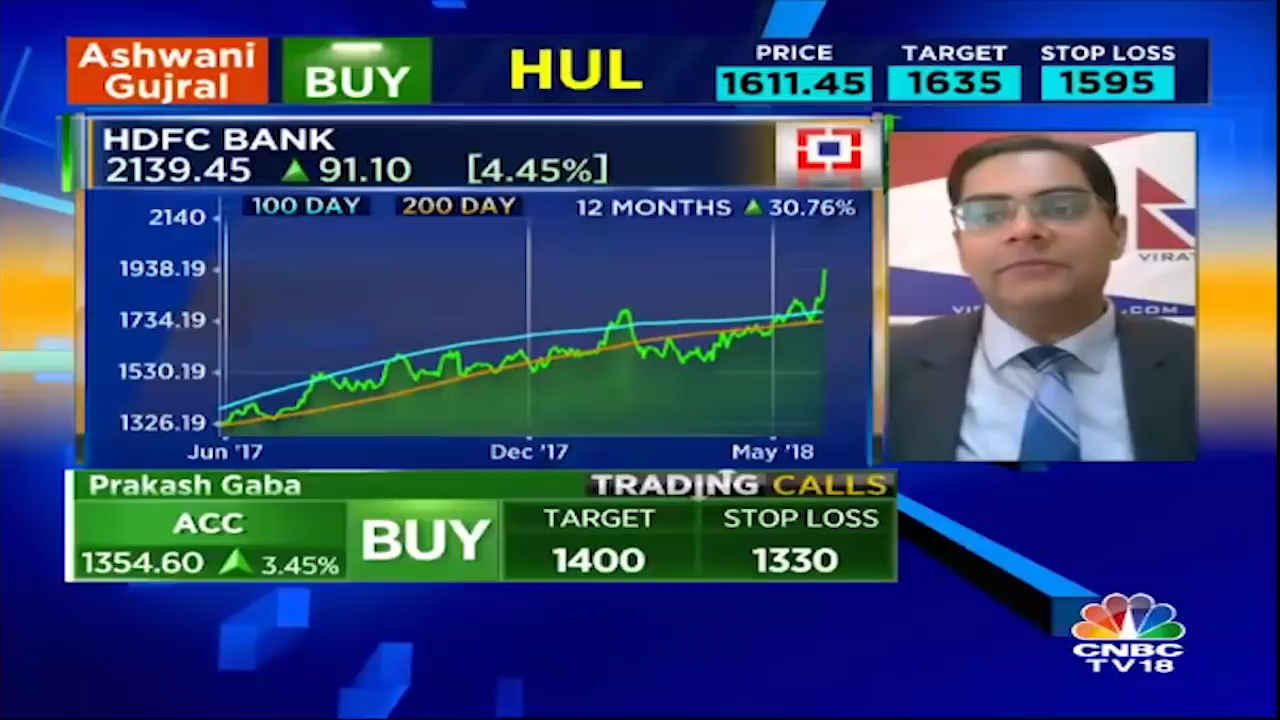 Ashwani
Gujral
BUY
HUL
PRICE
1611.45
TARGET
1635
STOP LOSS
1595
HDFC BANK
2139.45 ▲ 91.10 [4.45%]
100 DAY 200 DAY 12 MONTHS ▲ 30.76%
2140
1938.19
1734.19
1530.19
1326.19
Jun '17 Dec '17 May '18
VIRAT
.COM
Prakash Gaba
TRADING CALLS
ACC
1354.60 ▲ 3.45%
BUY
TARGET
1400
STOP LOSS
1330
CNBC
TV18